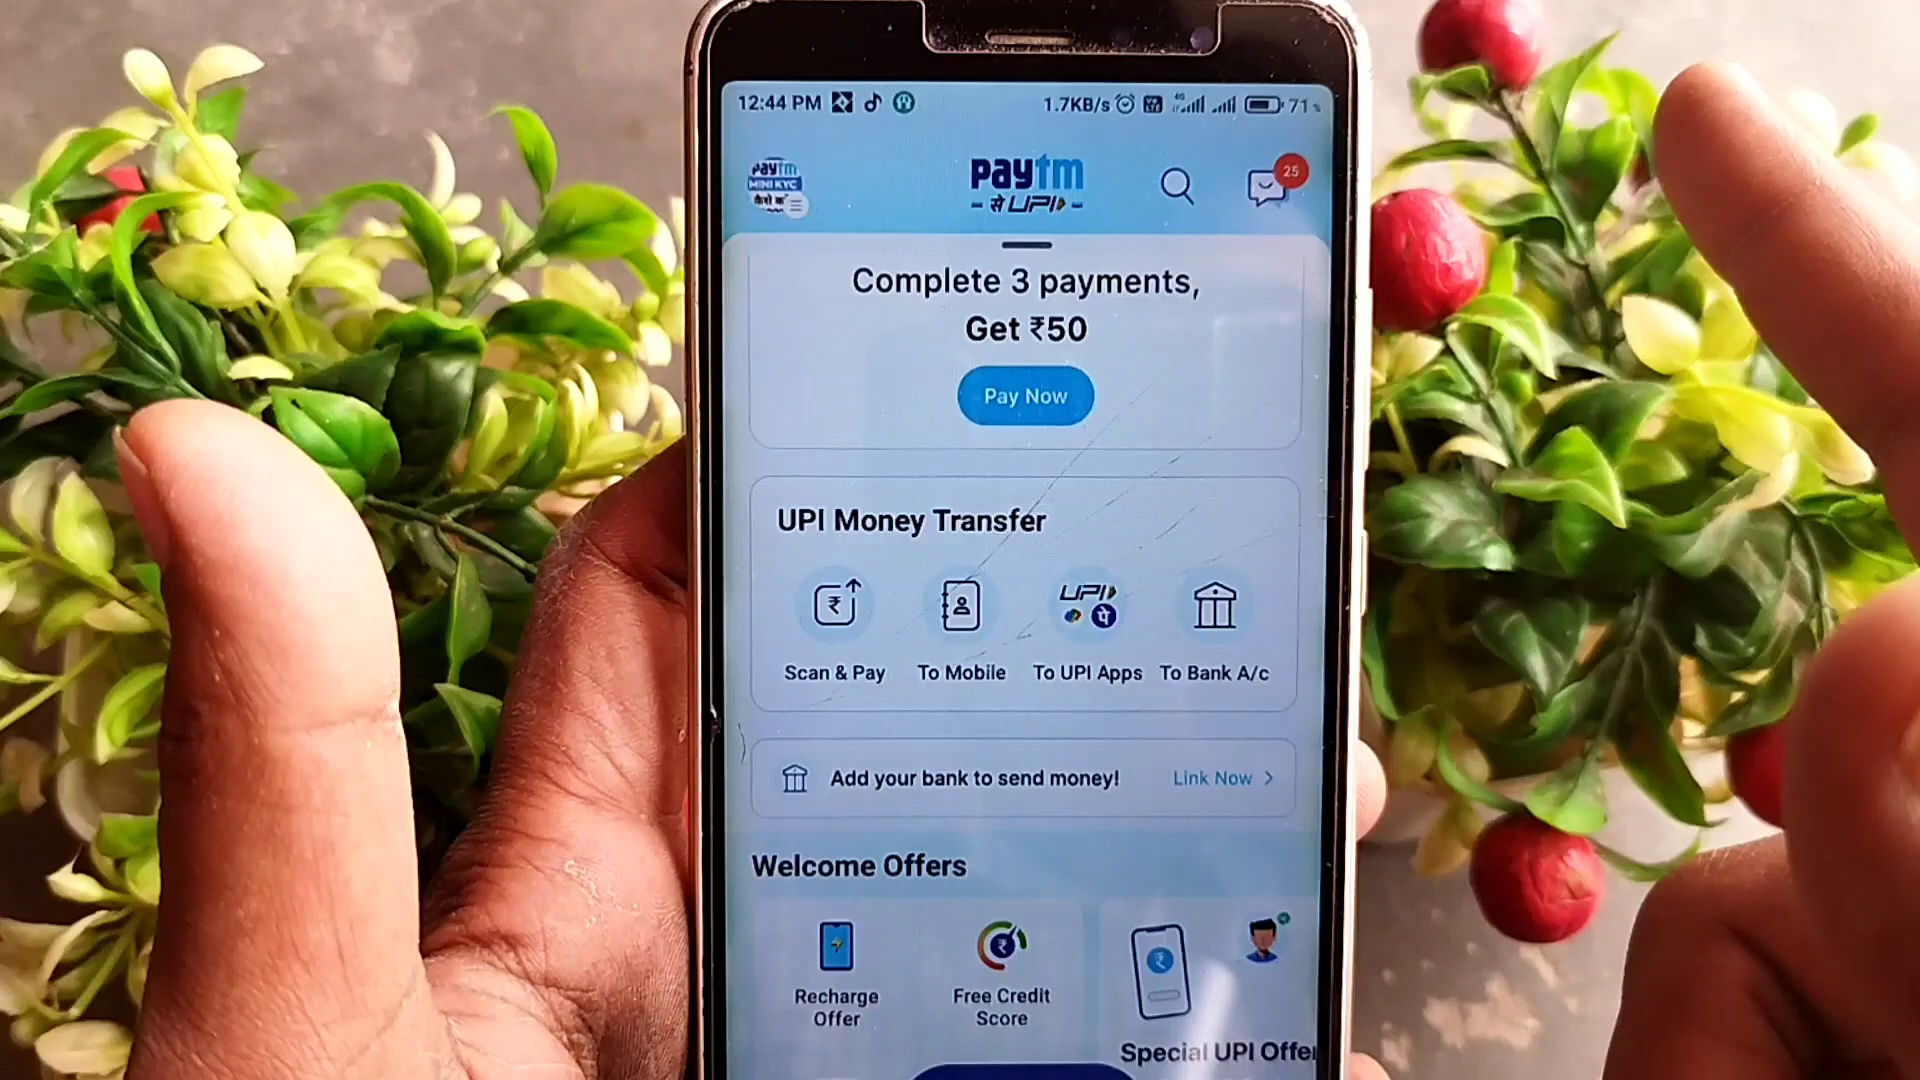 12:44 PM
1.7KB/s 4G 71%
paytm
MINI KYC
paytm
से UPI
25
Complete 3 payments,
Get ₹50
Pay Now
UPI Money Transfer
UPI
Scan & Pay To Mobile To UPI Apps To Bank A/c
Add your bank to send money! Link Now >
Welcome Offers
Recharge Offer
Free Credit Score
Special UPI Offer